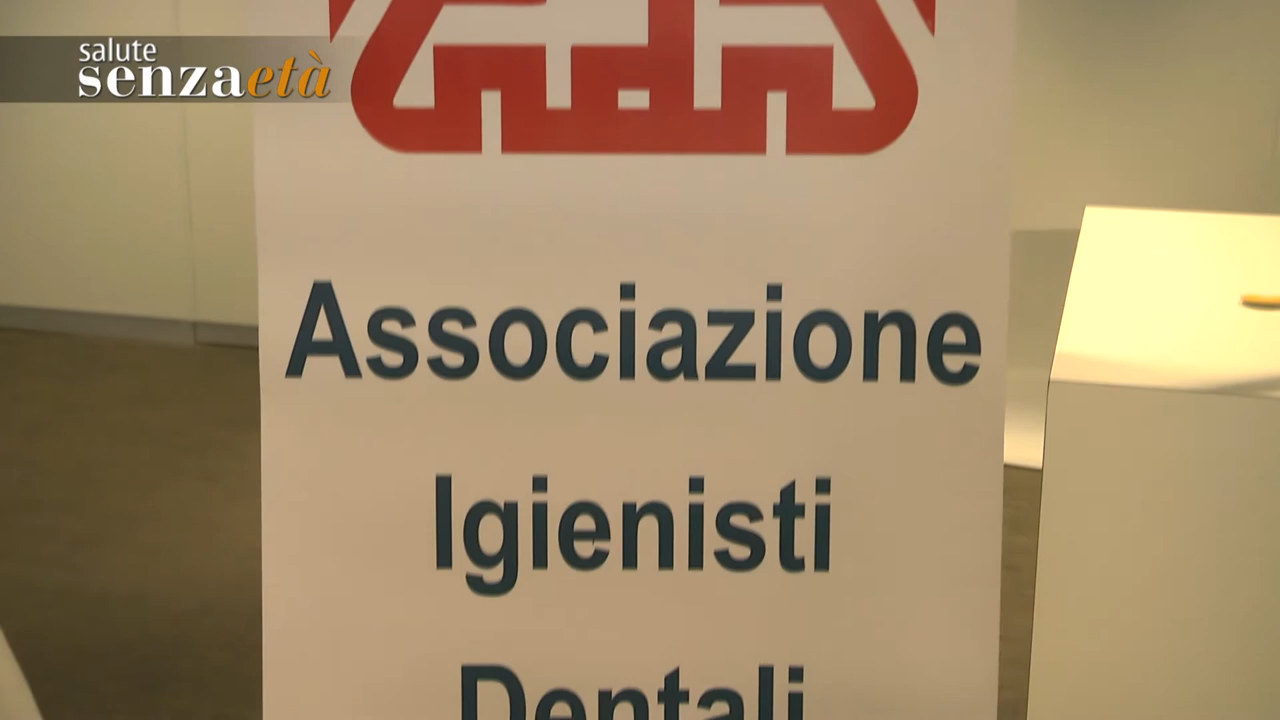 salute
senzaetà
Associazione
Igienisti
Dentali